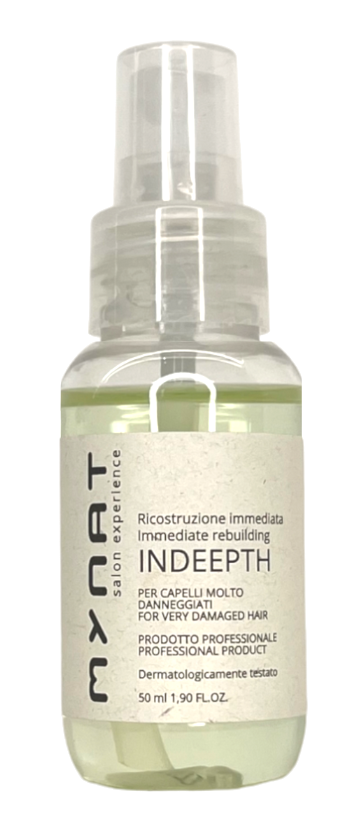 mynat
salon experience
Ricostruzione immediata
Immediate rebuilding
INDEEPTH
PER CAPELLI MOLTO
DANNEGGIATI
FOR VERY DAMAGED HAIR
PRODOTTO PROFESSIONALE
PROFESSIONAL PRODUCT
Dermatologicamente testato
50 ml 1,90 FL.OZ.